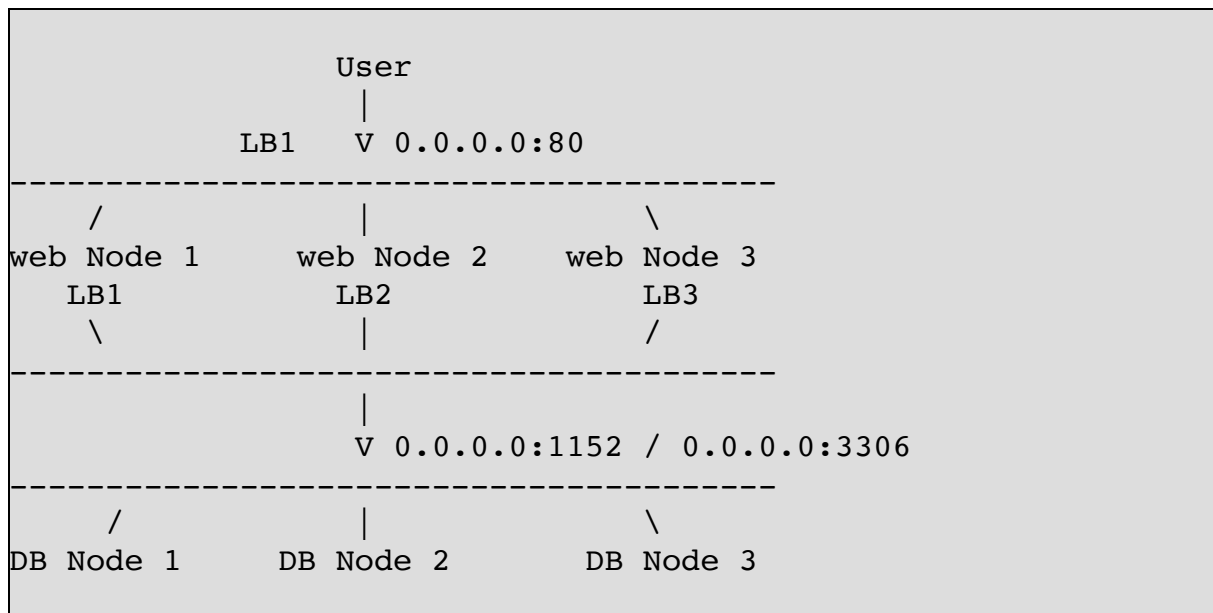 User
|
LB1 V 0.0.0.0:80
----------------------------------------
/ | \
web Node 1 web Node 2 web Node 3
LB1 LB2 LB3
\ | /
----------------------------------------
|
V 0.0.0.0:1152 / 0.0.0.0:3306
----------------------------------------
/ | \
DB Node 1 DB Node 2 DB Node 3